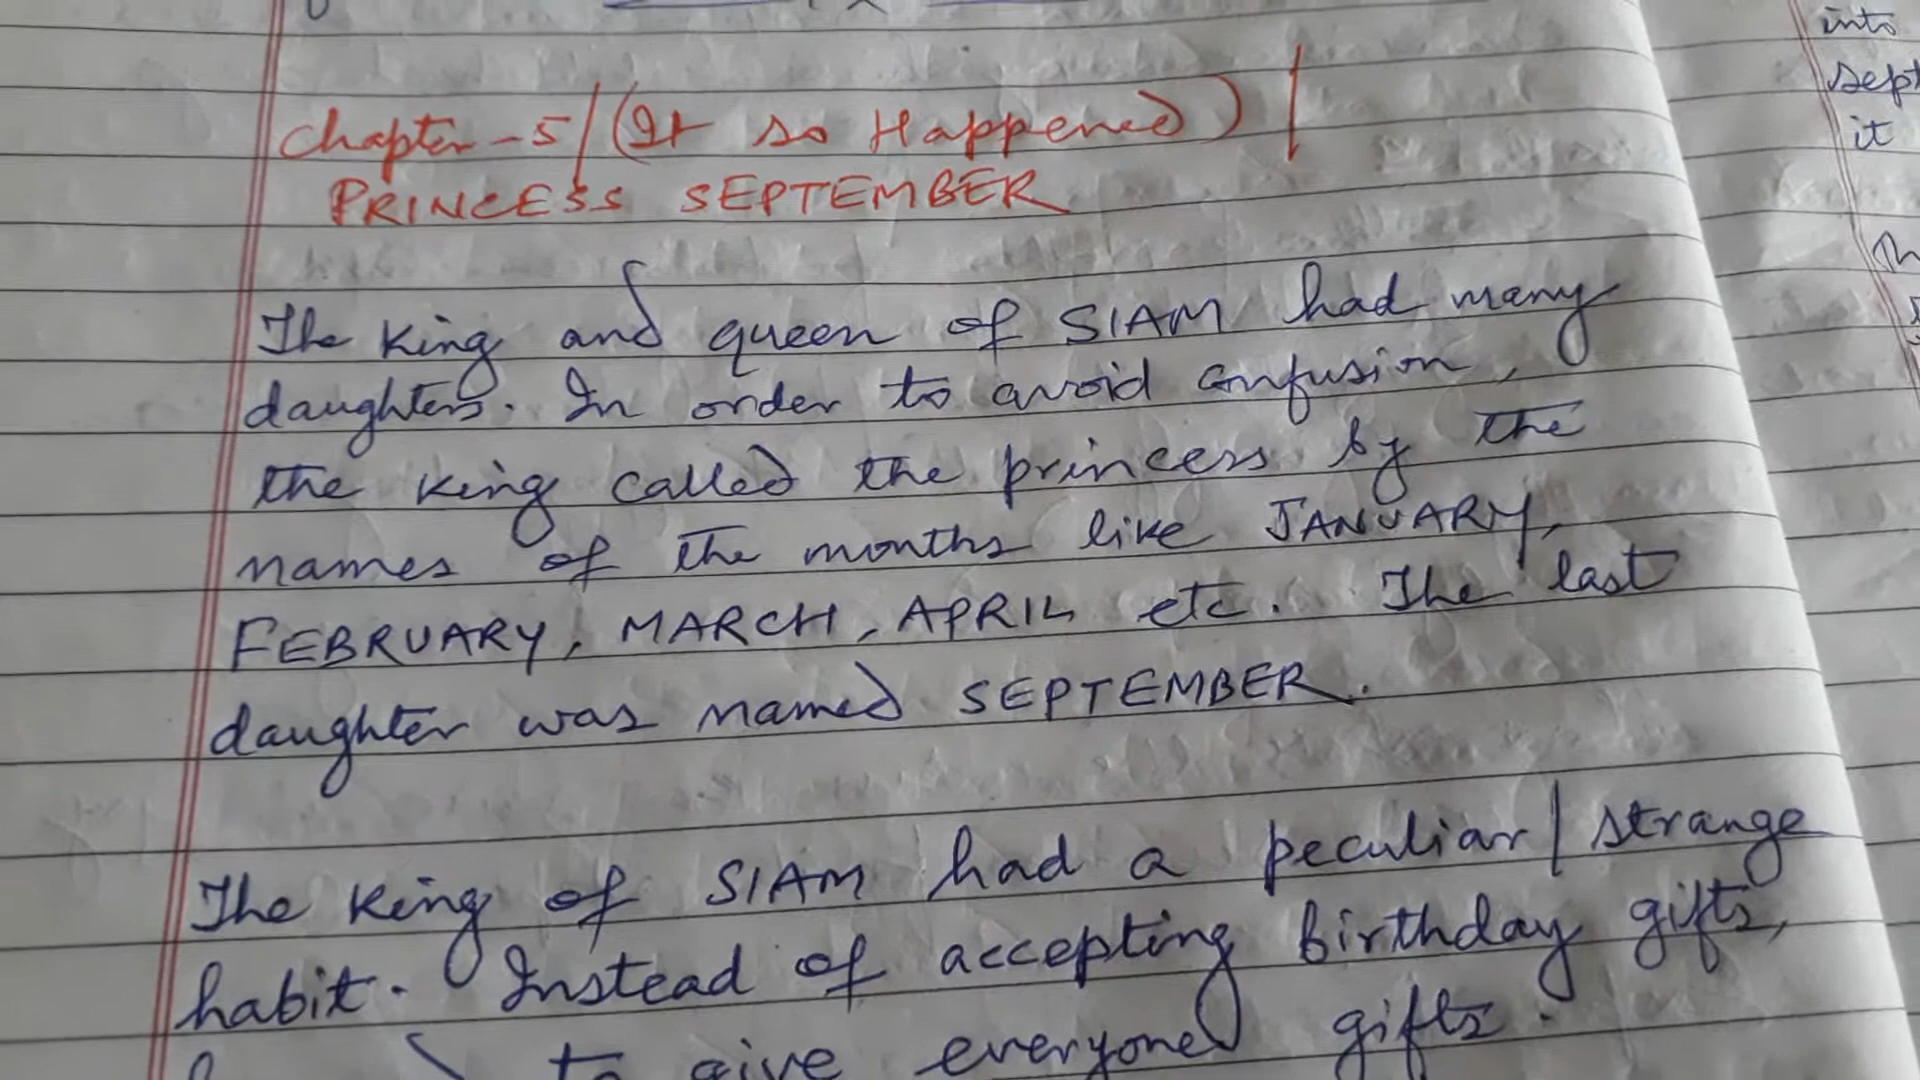 Chapter-5/(It so Happened)/
PRINCESS SEPTEMBER
The King and queen of SIAM had many
daughters. In order to avoid confusion,
the King called the princess by the
names of the months like JANUARY,
FEBRUARY, MARCH, APRIL etc. The last
daughter was named SEPTEMBER.
The King of SIAM had a peculiar/strange
habit. Instead of accepting birthday gifts,
to give everyone gifts.
into
sept
it